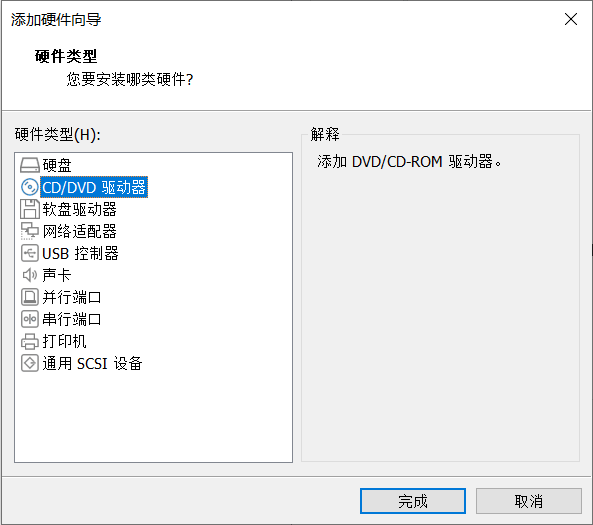 添加硬件向导
硬件类型
您要安装哪类硬件?
硬件类型(H):
硬盘
CD/DVD 驱动器
软盘驱动器
网络适配器
USB 控制器
声卡
并行端口
串行端口
打印机
通用 SCSI 设备
解释
添加 DVD/CD-ROM 驱动器。
完成
取消